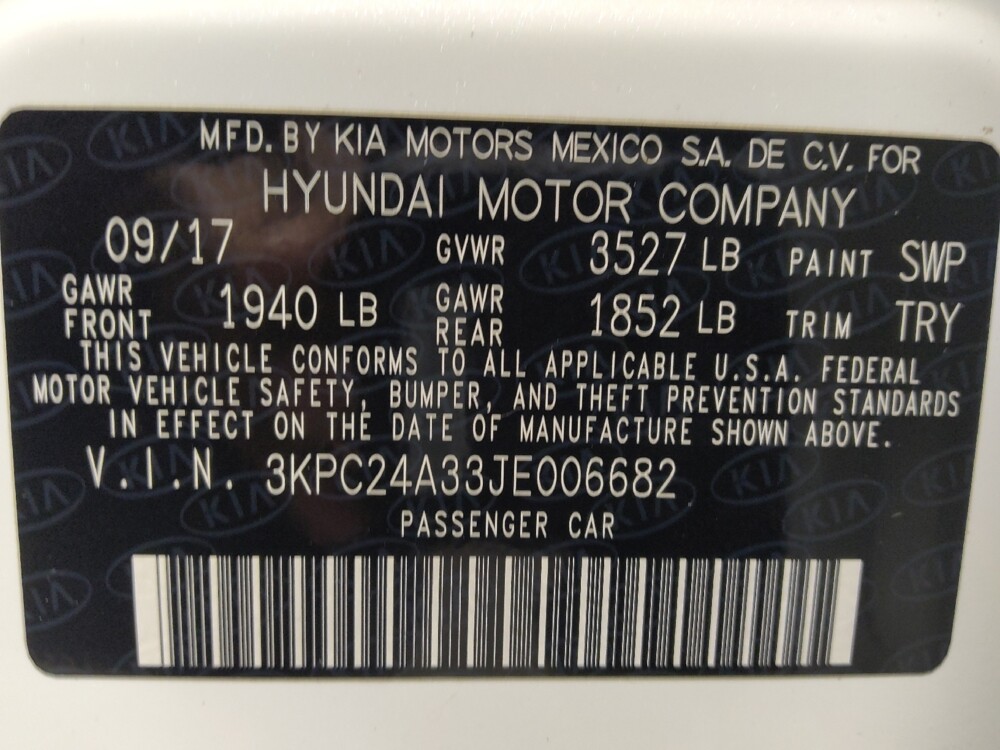 MFD. BY KIA MOTORS MEXICO S.A. DE C.V. FOR
HYUNDAI MOTOR COMPANY
09/17 GVWR 3527 LB PAINT SWP
GAWR FRONT 1940 LB GAWR REAR 1852 LB TRIM TRY
THIS VEHICLE CONFORMS TO ALL APPLICABLE U.S.A. FEDERAL
MOTOR VEHICLE SAFETY, BUMPER, AND THEFT PREVENTION STANDARDS
IN EFFECT ON THE DATE OF MANUFACTURE SHOWN ABOVE.
V.I.N. 3KPC24A33JE006682
PASSENGER CAR